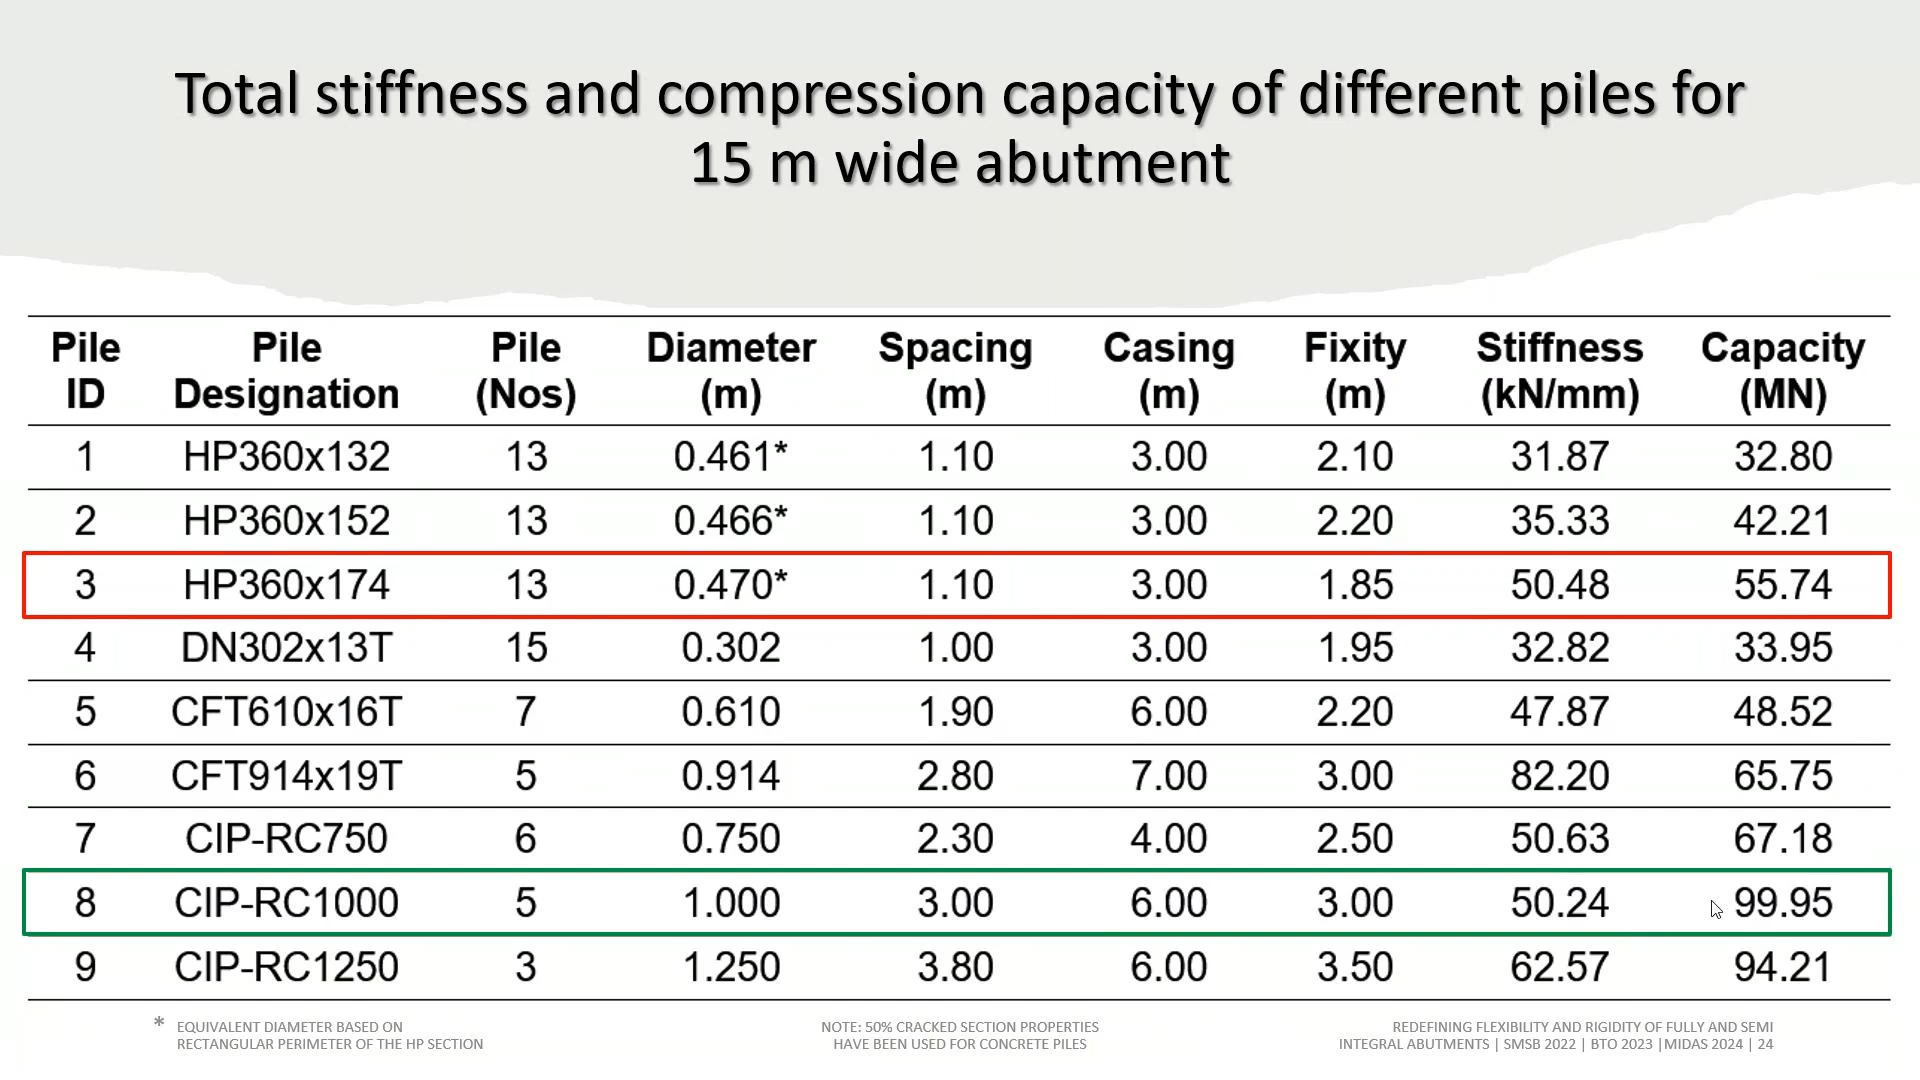 Total stiffness and compression capacity of different piles for
15 m wide abutment
Pile ID Pile Designation Pile (Nos) Diameter (m) Spacing (m) Casing (m) Fixity (m) Stiffness (kN/mm) Capacity (MN)
1 HP360x132 13 0.461* 1.10 3.00 2.10 31.87 32.80
2 HP360x152 13 0.466* 1.10 3.00 2.20 35.33 42.21
3 HP360x174 13 0.470* 1.10 3.00 1.85 50.48 55.74
4 DN302x13T 15 0.302 1.00 3.00 1.95 32.82 33.95
5 CFT610x16T 7 0.610 1.90 6.00 2.20 47.87 48.52
6 CFT914x19T 5 0.914 2.80 7.00 3.00 82.20 65.75
7 CIP-RC750 6 0.750 2.30 4.00 2.50 50.63 67.18
8 CIP-RC1000 5 1.000 3.00 6.00 3.00 50.24 99.95
9 CIP-RC1250 3 1.250 3.80 6.00 3.50 62.57 94.21
* EQUIVALENT DIAMETER BASED ON
RECTANGULAR PERIMETER OF THE HP SECTION
NOTE: 50% CRACKED SECTION PROPERTIES
HAVE BEEN USED FOR CONCRETE PILES
REDEFINING FLEXIBILITY AND RIGIDITY OF FULLY AND SEMI
INTEGRAL ABUTMENTS | SMSB 2022 | BTO 2023 |MIDAS 2024 | 24